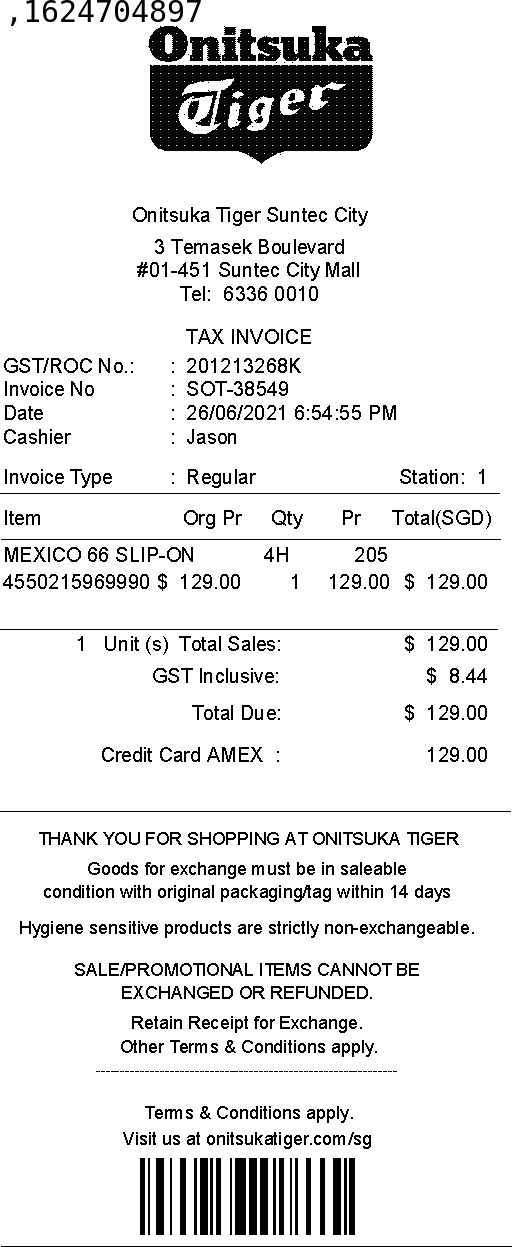 ,1624704897
Onitsuka
Tiger
Onitsuka Tiger Suntec City
3 Temasek Boulevard
#01-451 Suntec City Mall
Tel: 6336 0010
TAX INVOICE
GST/ROC No.: : 201213268K
Invoice No : SOT-38549
Date : 26/06/2021 6:54:55 PM
Cashier : Jason
Invoice Type : Regular Station: 1
Item Org Pr Qty Pr Total(SGD)
MEXICO 66 SLIP-ON 4H 205
4550215969990 $ 129.00 1 129.00 $ 129.00
1 Unit (s) Total Sales: $ 129.00
GST Inclusive: $ 8.44
Total Due: $ 129.00
Credit Card AMEX : 129.00
THANK YOU FOR SHOPPING AT ONITSUKA TIGER
Goods for exchange must be in saleable
condition with original packaging/tag within 14 days
Hygiene sensitive products are strictly non-exchangeable.
SALE/PROMOTIONAL ITEMS CANNOT BE
EXCHANGED OR REFUNDED.
Retain Receipt for Exchange.
Other Terms & Conditions apply.
Terms & Conditions apply.
Visit us at onitsukatiger.com/sg